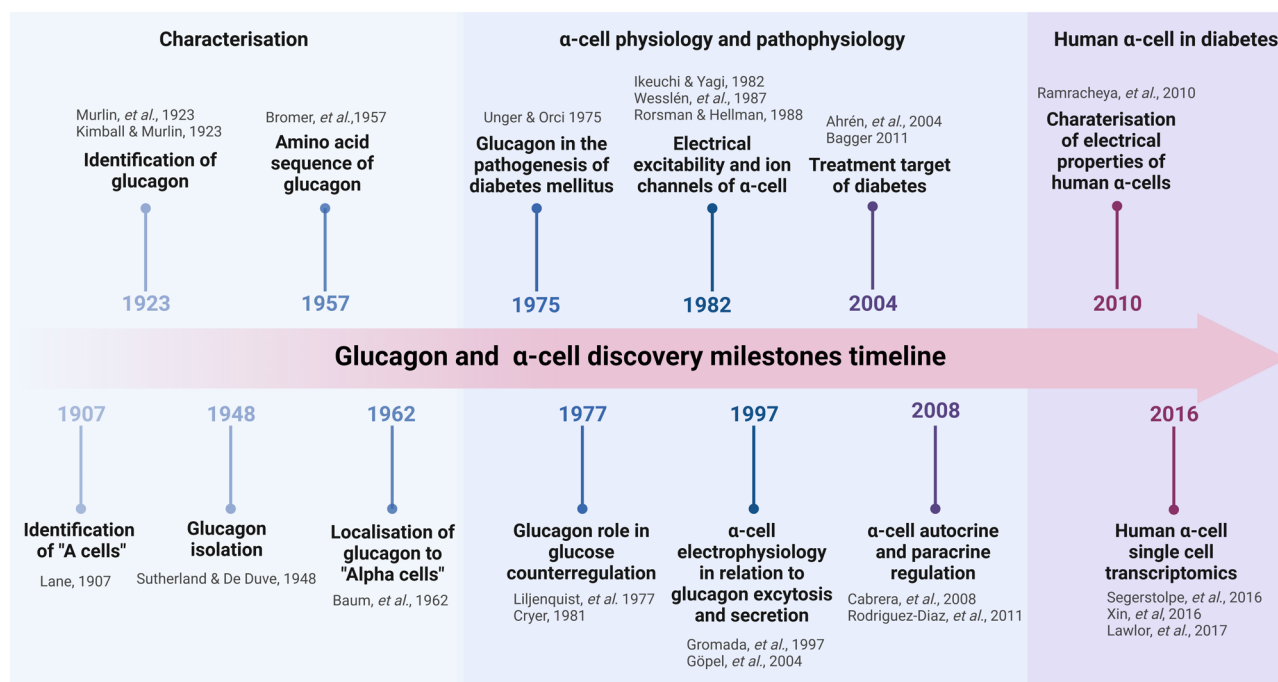 Characterisation
α-cell physiology and pathophysiology
Human α-cell in diabetes
Murlin, et al., 1923
Kimball & Murlin, 1923
Identification of
glucagon
1923
Bromer, et al.,1957
Amino acid
sequence of
glucagon
1957
Unger & Orci 1975
Glucagon in the
pathogenesis of
diabetes mellitus
1975
Ikeuchi & Yagi, 1982
Wesslén, et al., 1987
Rorsman & Hellman, 1988
Electrical
excitability and ion
channels of α-cell
1982
Ahrén, et al., 2004
Bagger 2011
Treatment target
of diabetes
2004
Ramracheya, et al., 2010
Charaterisation
of electrical
properties of
human α-cells
2010
Glucagon and α-cell discovery milestones timeline
1907
Identification
of "A cells"
Lane, 1907
1948
Glucagon
isolation
Sutherland & De Duve, 1948
1962
Localisation of
glucagon to
"Alpha cells"
Baum, et al., 1962
1977
Glucagon role in
glucose
counterregulation
Liljenquist, et al. 1977
Cryer, 1981
1997
α-cell
electrophysiology
in relation to
glucagon excytosis
and secretion
Gromada, et al., 1997
Göpel, et al., 2004
2008
α-cell autocrine
and paracrine
regulation
Cabrera, et al., 2008
Rodriguez-Diaz, et al., 2011
2016
Human α-cell
single cell
transcriptomics
Segerstolpe, et al., 2016
Xin, et al, 2016
Lawlor, et al., 2017